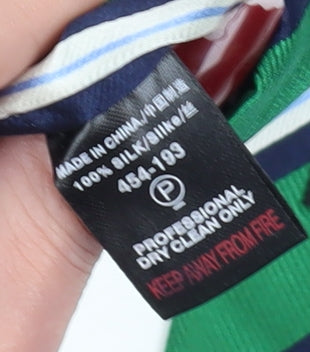 MADE IN CHINA/中国制造
100% SILK/Silke/丝
454-193
P
PROFESSIONAL
DRY CLEAN ONLY
KEEP AWAY FROM FIRE